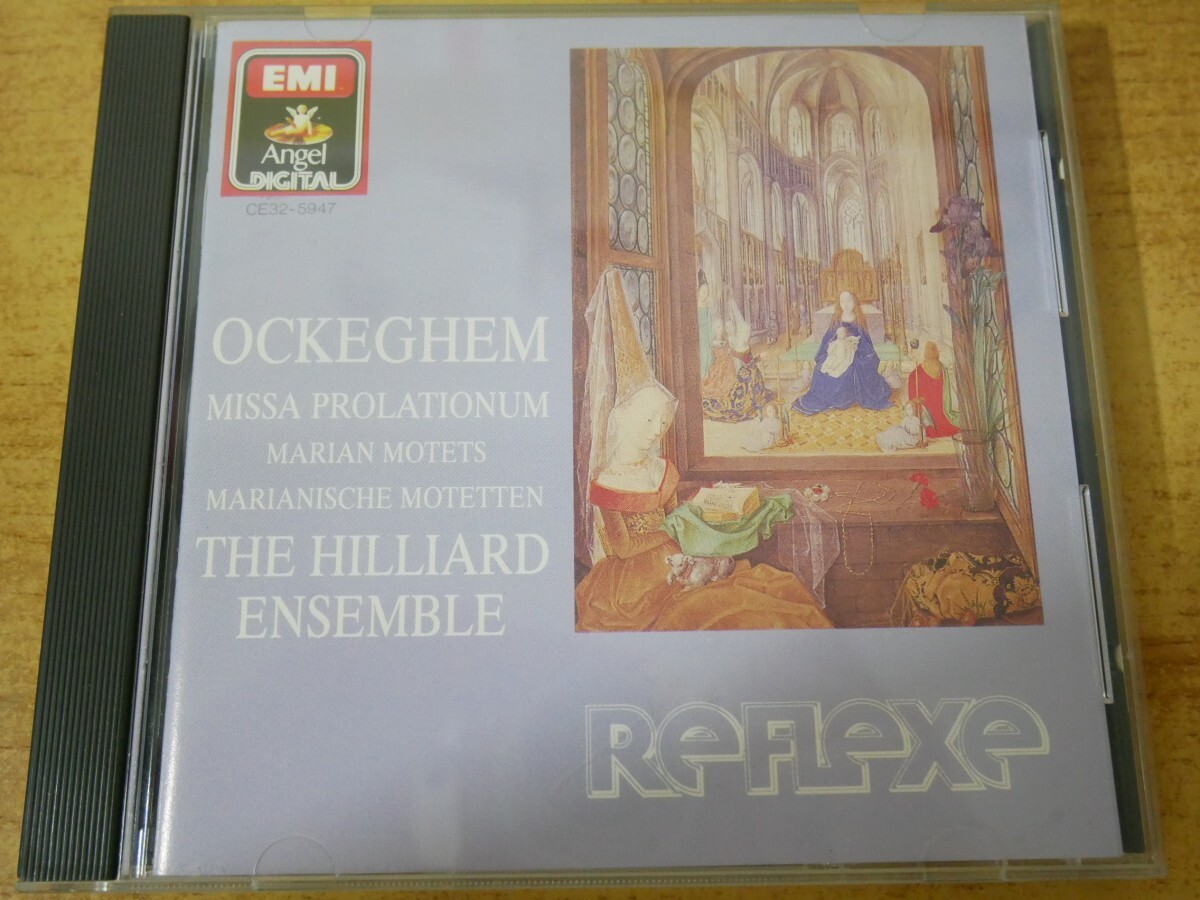 EMI
Angel
DIGITAL
CE32-5947
OCKEGHEM
MISSA PROLATIONUM
MARIAN MOTETS
MARIANISCHE MOTETTEN
THE HILLIARD
ENSEMBLE
REFLEXE